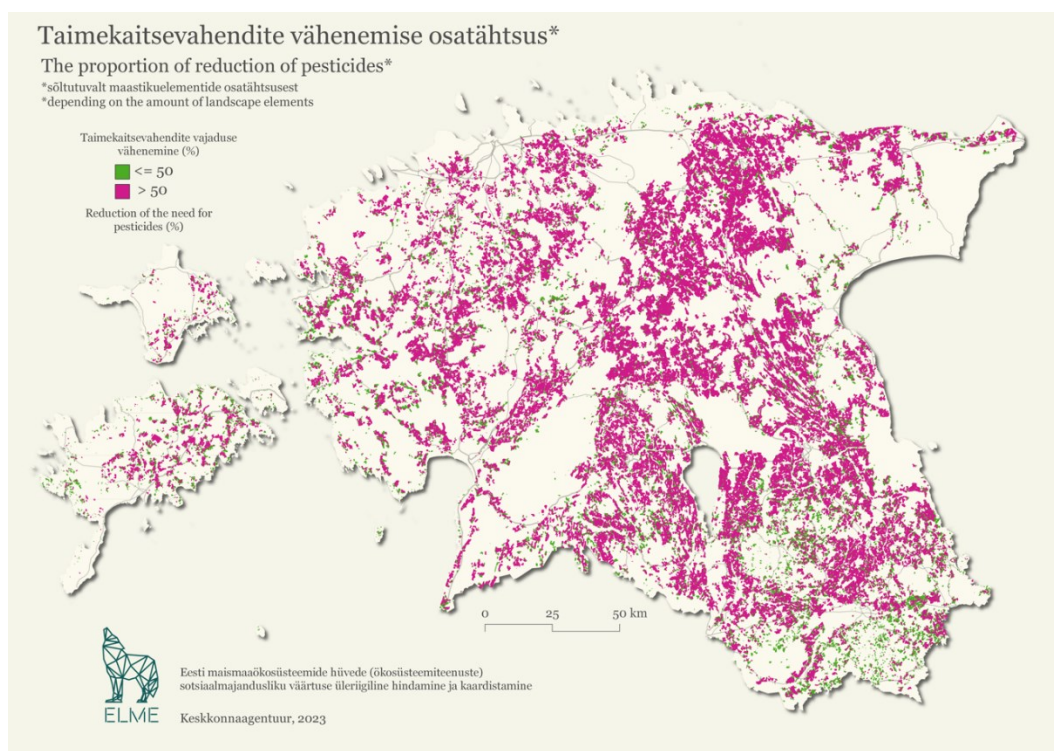 Taimekaitsevahendite vähenemise osatähtsus*
The proportion of reduction of pesticides*
*sõltutuvalt maastikuelementide osatähtsusest
*depending on the amount of landscape elements
Taimekaitsevahendite vajaduse
vähenemine (%)
<= 50
> 50
Reduction of the need for
pesticides (%)
0 25 50 km
ELME
Eesti maismaaökosüsteemide hüvede (ökosüsteemiteenuste)
sotsiaalmajandusliku väärtuse üleriigiline hindamine ja kaardistamine
Keskkonnaagentuur, 2023